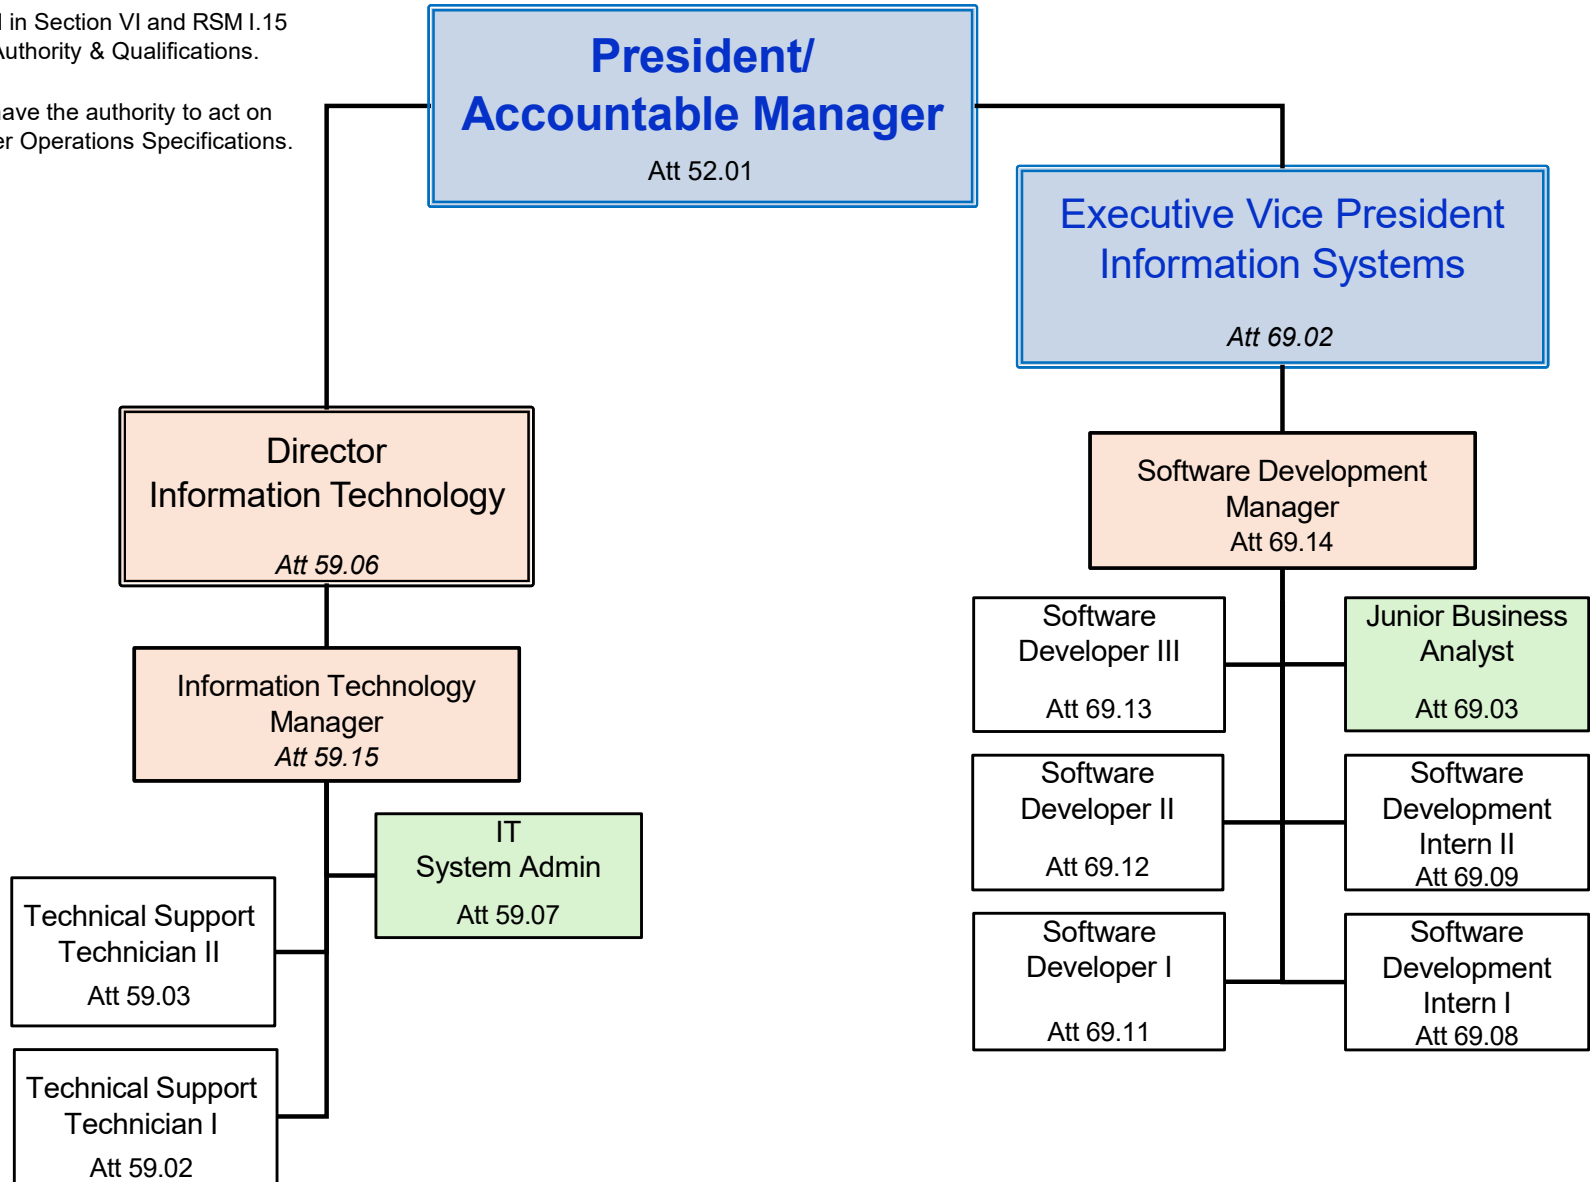 in Section VI and RSM I.15
Authority & Qualifications.
have the authority to act on
Operations Specifications.
President/
Accountable Manager
Att 52.01
Executive Vice President
Information Systems
Att 69.02
Director
Information Technology
Att 59.06
Information Technology
Manager
Att 59.15
IT
System Admin
Att 59.07
Technical Support
Technician II
Att 59.03
Technical Support
Technician I
Att 59.02
Software Development
Manager
Att 69.14
Software
Developer III
Att 69.13
Junior Business
Analyst
Att 69.03
Software
Developer II
Att 69.12
Software
Development
Intern II
Att 69.09
Software
Developer I
Att 69.11
Software
Development
Intern I
Att 69.08